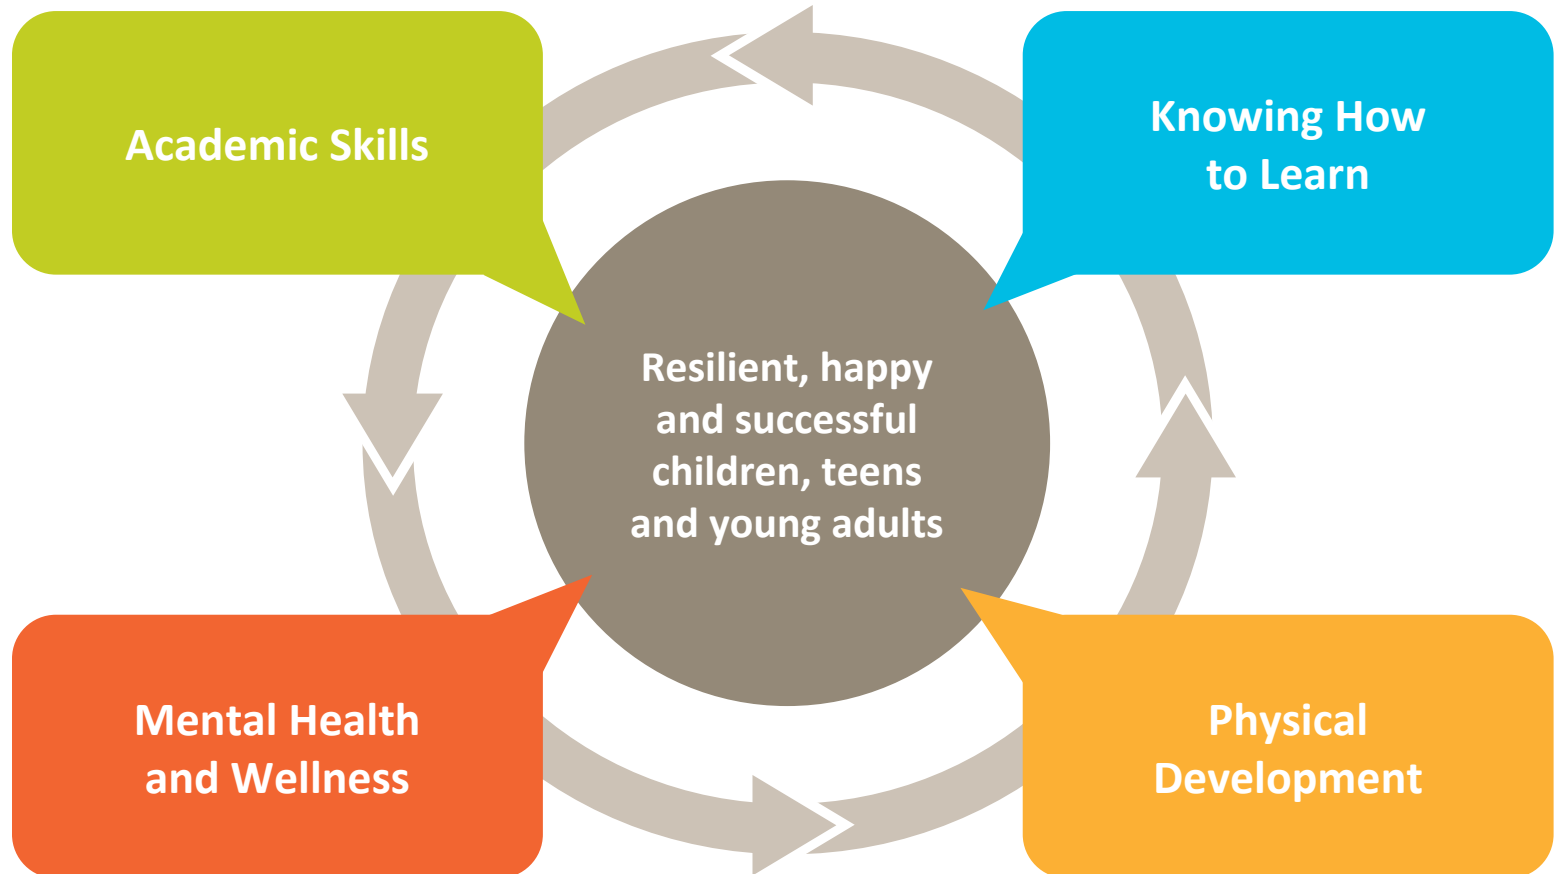 Academic Skills
Knowing How
to Learn
Resilient, happy
and successful
children, teens
and young adults
Mental Health
and Wellness
Physical
Development